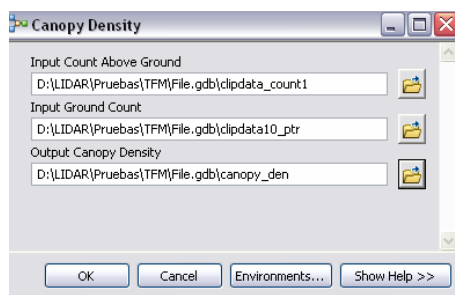 Canopy Density
Input Count Above Ground
D:\LIDAR\Pruebas\TFM\File.gdb\clipdata_count1
Input Ground Count
D:\LIDAR\Pruebas\TFM\File.gdb\clipdata10_ptr
Output Canopy Density
D:\LIDAR\Pruebas\TFM\File.gdb\canopy_den
OK Cancel Environments... Show Help >>